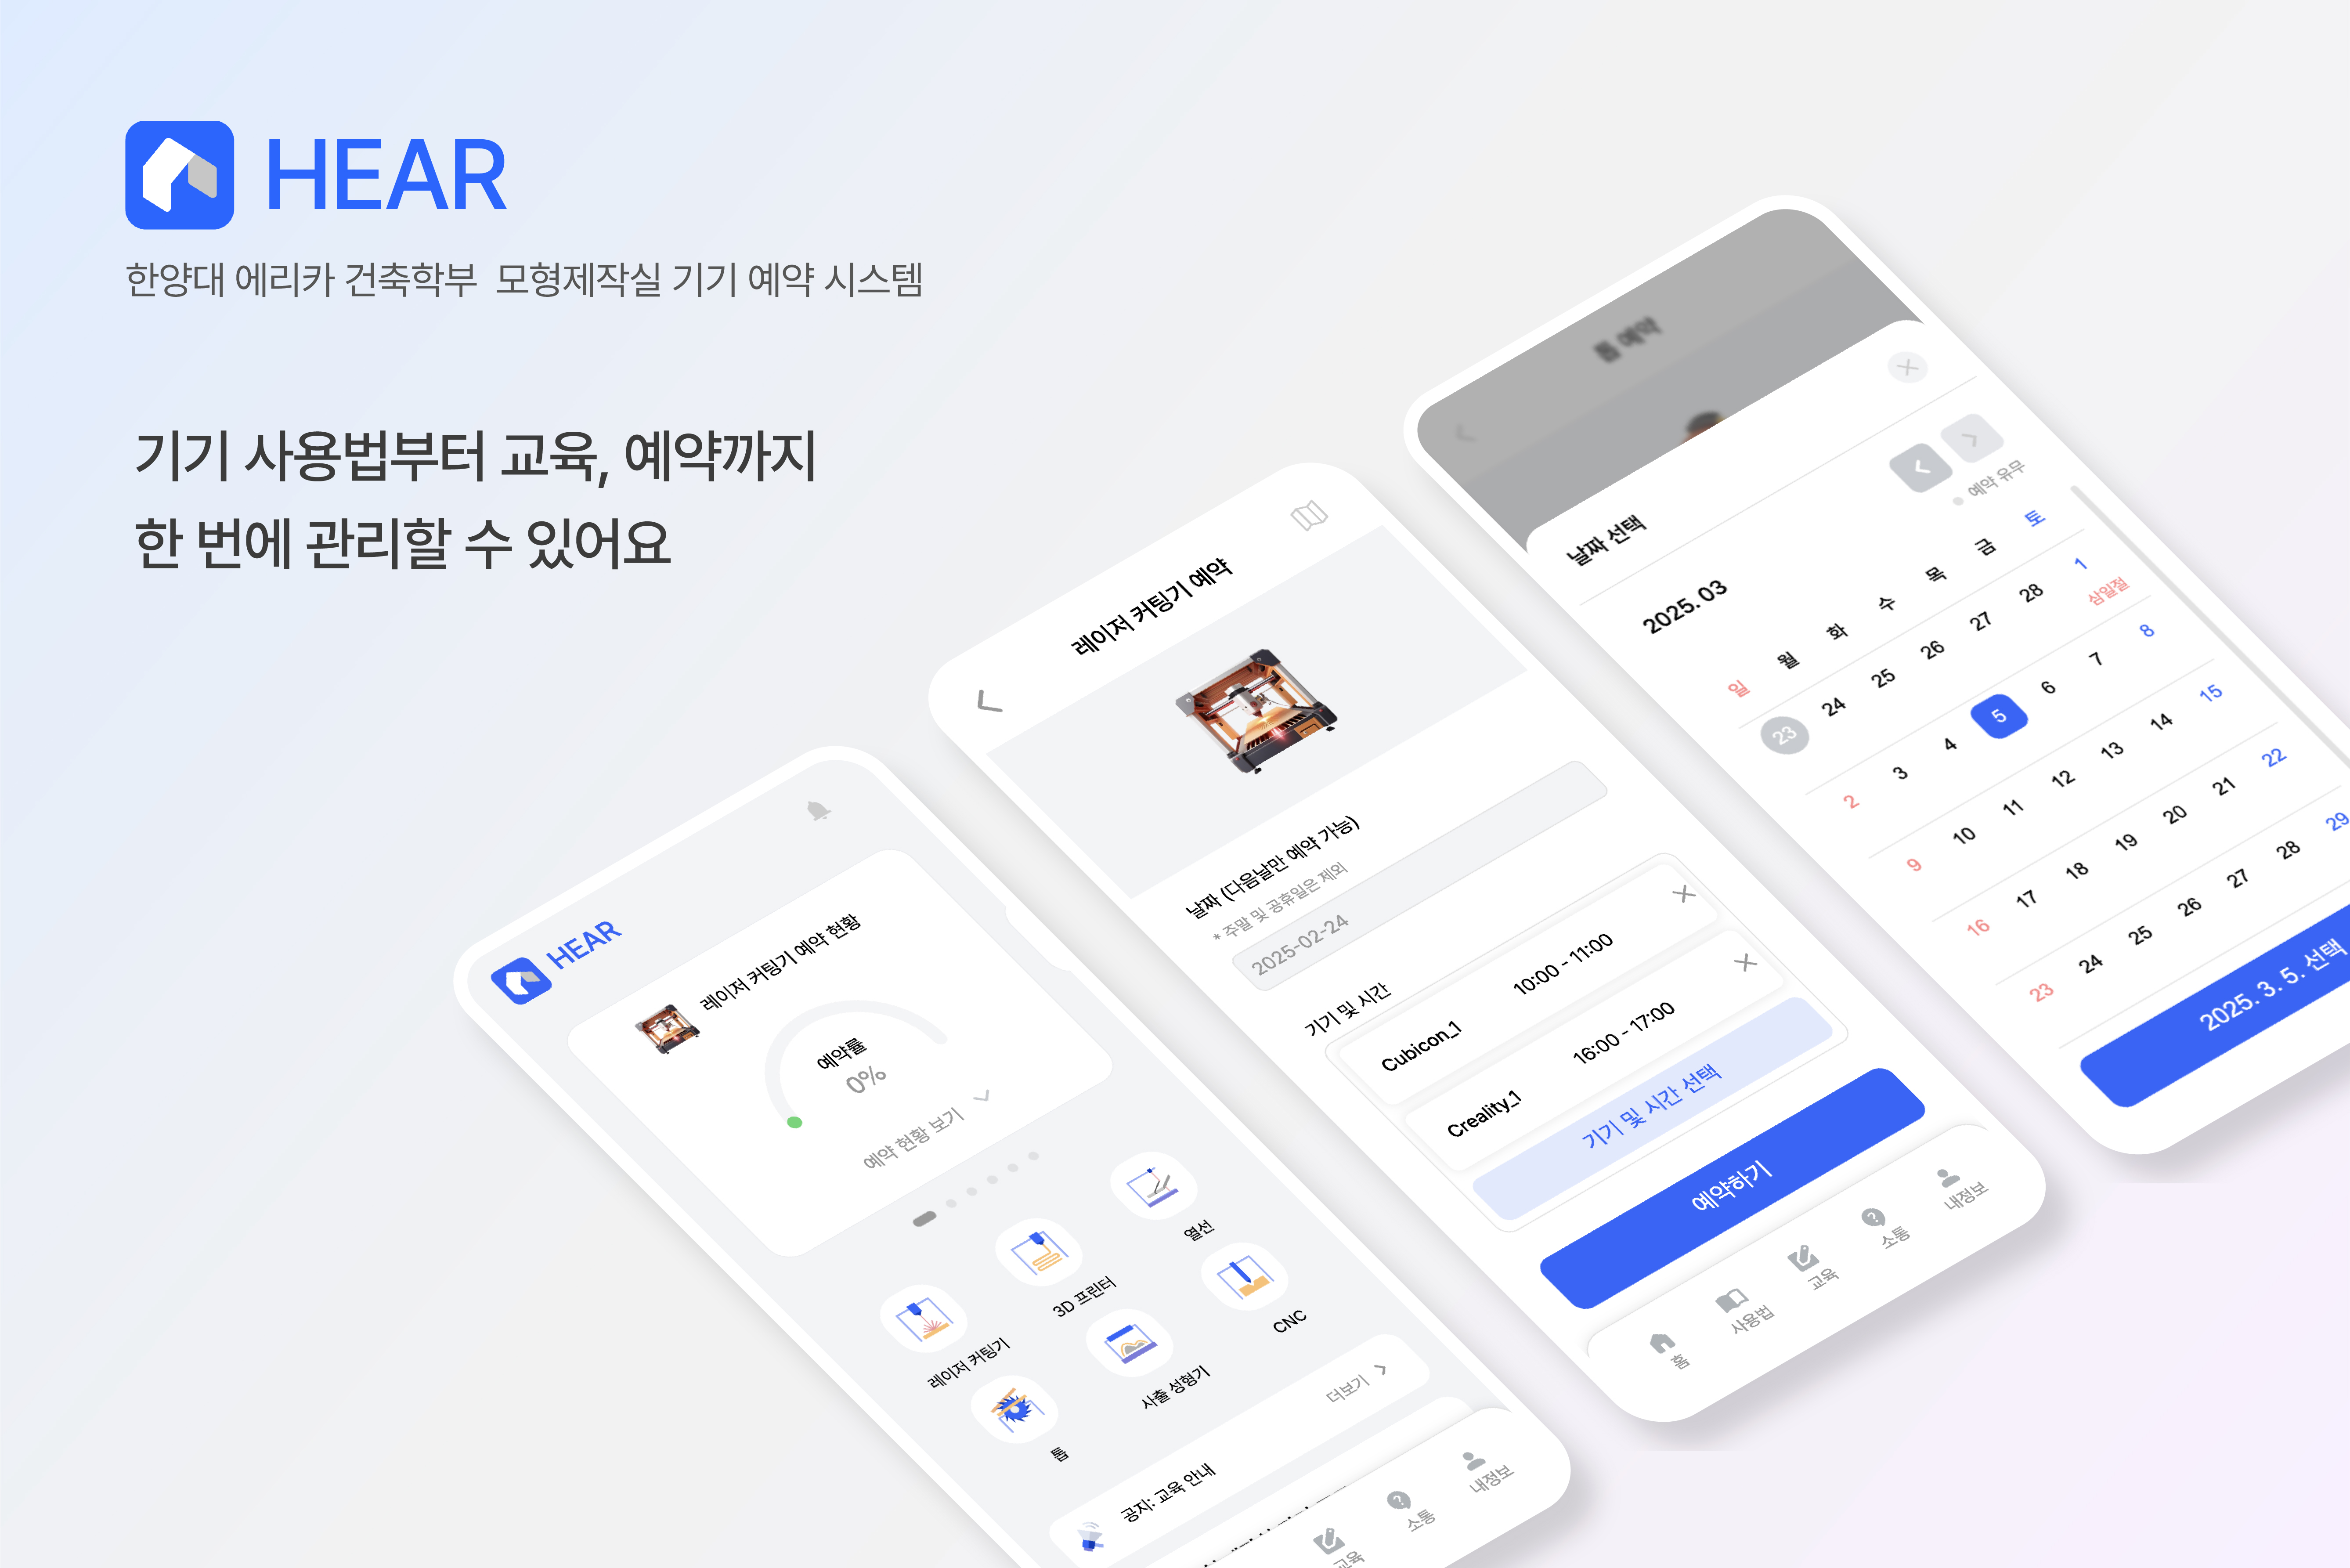 HEAR
한양대 에리카 건축학부 모형제작실 기기 예약 시스템
기기 사용법부터 교육, 예약까지
한 번에 관리할 수 있어요
HEAR
레이저 커팅기 예약 현황
예약률
0%
예약 현황 보기
레이저 커팅기
3D 프린터
열선
톱
사출 성형기
CNC
공지: 교육 안내
더보기
교육
소통
내정보
레이저 커팅기 예약
날짜 (다음날만 예약 가능)
* 주말 및 공휴일은 제외
2025-02-24
기기 및 시간
Cubicon_1 10:00 - 11:00
Creality_1 16:00 - 17:00
기기 및 시간 선택
예약하기
홈
사용법
교육
소통
내정보
톱 예약
날짜 선택
2025. 03
예약 유무
일 월 화 수 목 금 토
23 24 25 26 27 28 1
삼일절
2 3 4 5 6 7 8
9 10 11 12 13 14 15
16 17 18 19 20 21 22
23 24 25 26 27 28 29
2025. 3. 5. 선택